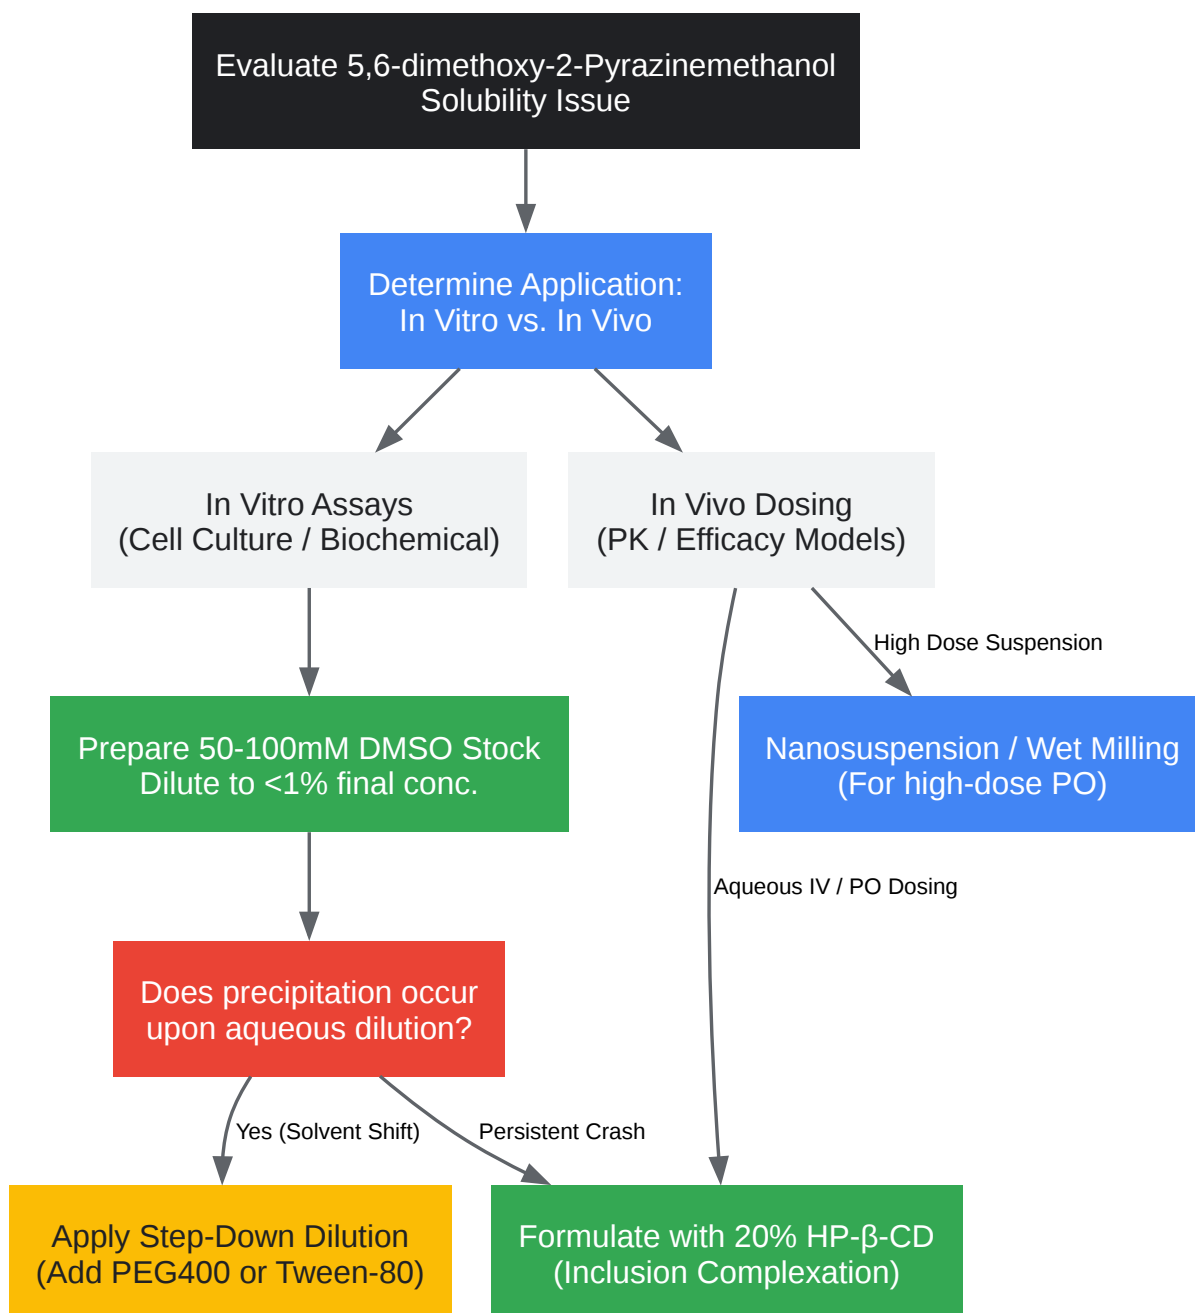 Evaluate 5,6-dimethoxy-2-Pyrazinemethanol
Solubility Issue
Determine Application:
In Vitro vs. In Vivo
In Vitro Assays
(Cell Culture / Biochemical)
In Vivo Dosing
(PK / Efficacy Models)
High Dose Suspension
Prepare 50-100mM DMSO Stock
Dilute to <1% final conc.
Nanosuspension / Wet Milling
(For high-dose PO)
Aqueous IV / PO Dosing
Does precipitation occur
upon aqueous dilution?
Yes (Solvent Shift)
Persistent Crash
Apply Step-Down Dilution
(Add PEG400 or Tween-80)
Formulate with 20% HP-β-CD
(Inclusion Complexation)